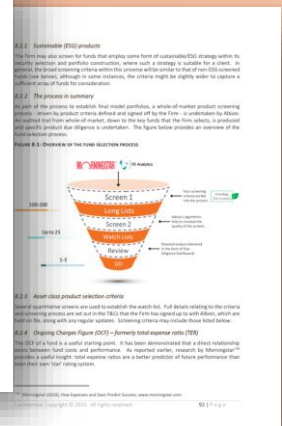 8.2.1 Sustainable (ESG) products
The Firm may also screen for funds that employ some form of sustainable/ESG strategy within its
security selection and portfolio construction, where such a strategy is suitable for a client. In
general, the broad screening criteria within this universe will be similar to that of non-ESG screened
funds (see below), although in some instances, the criteria might be slightly wider to capture a
sufficient array of funds for consideration.
8.2.2 The process in summary
As part of the process to establish final model portfolios, a whole-of-market product screening
process - driven by product criteria defined and signed off by the Firm - is undertaken by Albion.
An audited trail from whole-of-market, down to the key funds that the Firm selects, is produced
and specific product due diligence is undertaken. The figure below provides an overview of the
fund selection process.
FIGURE 8-1: OVERVIEW OF THE FUND SELECTION PROCESS
MORNINGSTAR FE Analytics
Screen 1
100-200
Long Lists
Screen 2
Up to 25
Watch Lists
Review
1-3
DD
8.2.3 Asset class product selection criteria
Several quantitative screens are used to establish the watch list. Full details relating to the criteria
and screening process are set out in the T&Cs that the Firm has signed up to with Albion, which are
held on file, along with any regular updates. Screening criteria may include those listed below.
8.2.4 Ongoing Charges Figure (OCF) – formerly total expense ratio (TER)
The OCF of a fund is a useful starting point. It has been demonstrated that a direct relationship
exists between fund costs and performance. As reported earlier, research by Morningstar
provides a useful insight: total expense ratios are a better predictor of future performance than
even their own 'star' rating system.
Morningstar (2016), How Expenses and Stars Predict Success, www.morningstar.com
Confidential. Copyright © 2023. All rights reserved. 92 | Page